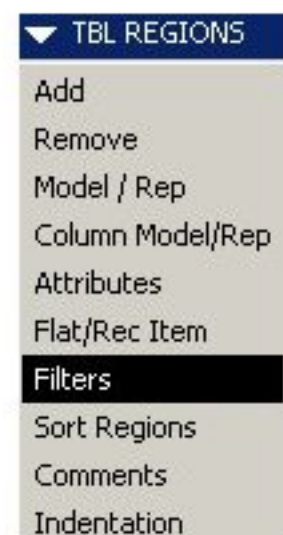 TBL REGIONS
Add
Remove
Model / Rep
Column Model/Rep
Attributes
Flat/Rec Item
Filters
Sort Regions
Comments
Indentation